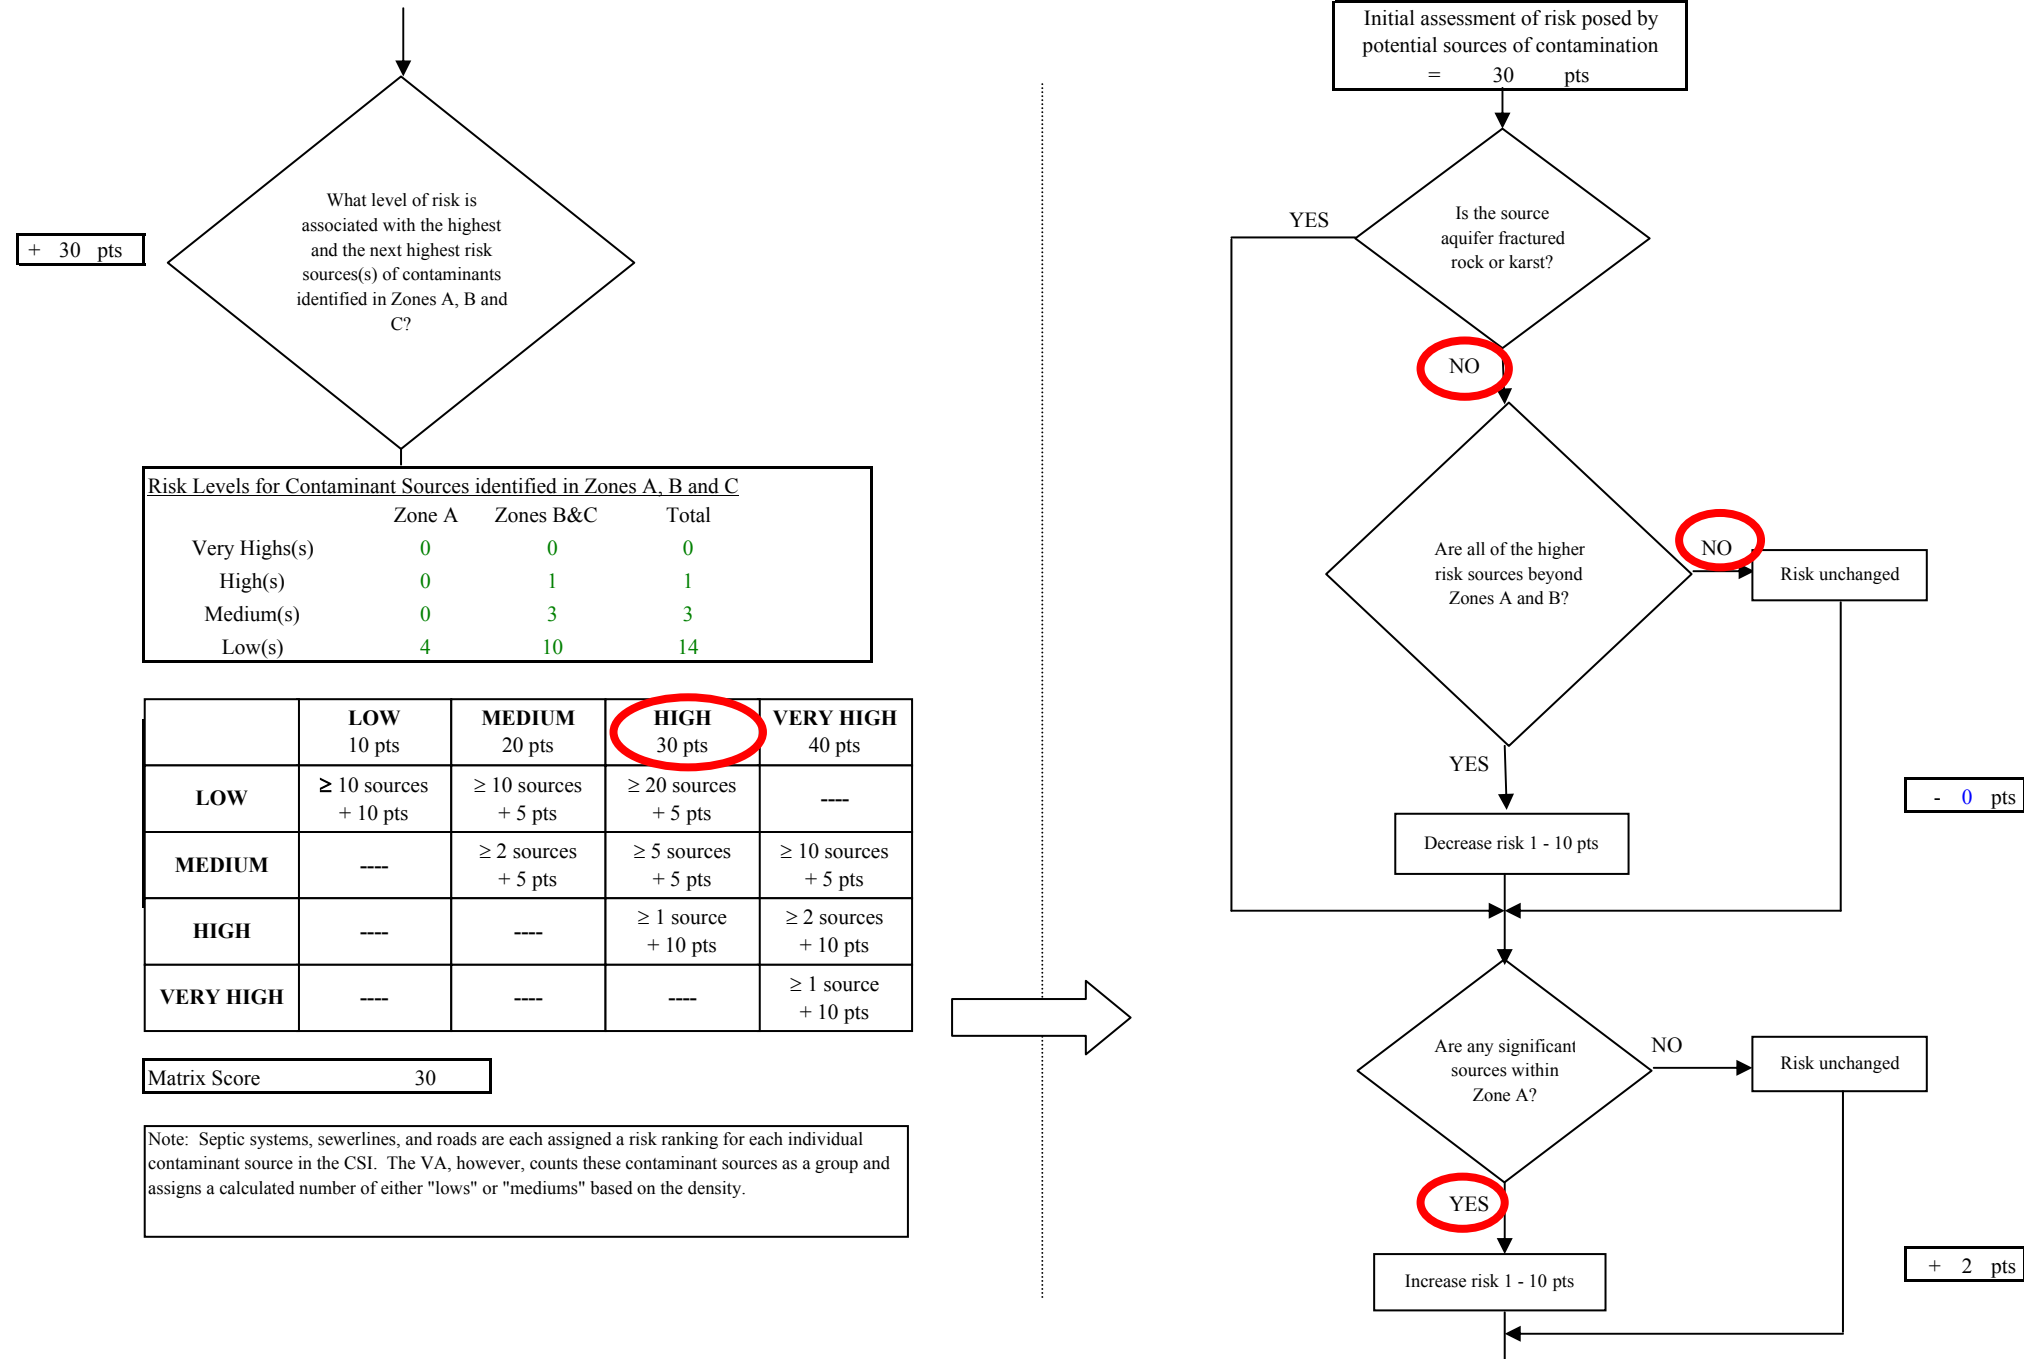 + 30 pts
What level of risk is
associated with the highest
and the next highest risk
sources(s) of contaminants
identified in Zones A, B and
C?
Risk Levels for Contaminant Sources identified in Zones A, B and C
Zone A Zones B&C Total
Very Highs(s) 0 0 0
High(s) 0 1 1
Medium(s) 0 3 3
Low(s) 4 10 14
LOW MEDIUM HIGH VERY HIGH
10 pts 20 pts 30 pts 40 pts
LOW ≥ 10 sources ≥ 10 sources ≥ 20 sources ----
+ 10 pts + 5 pts + 5 pts
MEDIUM ---- ≥ 2 sources ≥ 5 sources ≥ 10 sources
+ 5 pts + 5 pts + 5 pts
HIGH ---- ---- ≥ 1 source ≥ 2 sources
+ 10 pts + 10 pts
VERY HIGH ---- ---- ---- ≥ 1 source
+ 10 pts
Matrix Score 30
Note: Septic systems, sewerlines, and roads are each assigned a risk ranking for each individual
contaminant source in the CSI. The VA, however, counts these contaminant sources as a group and
assigns a calculated number of either "lows" or "mediums" based on the density.
Initial assessment of risk posed by
potential sources of contamination
= 30 pts
YES
Is the source
aquifer fractured
rock or karst?
NO
Are all of the higher
risk sources beyond
Zones A and B?
NO
Risk unchanged
YES
- 0 pts
Decrease risk 1 - 10 pts
Are any significant
sources within
Zone A?
NO
Risk unchanged
YES
+ 2 pts
Increase risk 1 - 10 pts